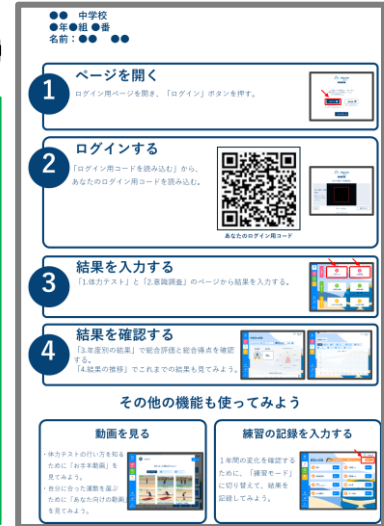 ●● 中学校
●年●組 ●番
名前:●● ●●
1
ページを開く
ログイン用ページを開き、「ログイン」ボタンを押す。
2
ログインする
「ログイン用コードを読み込む」から、
あなたのログイン用コードを読み込む。
あなたのログイン用コード
3
結果を入力する
「1.体力テスト」と「2.意識調査」のページから結果を入力する。
4
結果を確認する
「3.年度別の結果」で総合評価と総合得点を確認
する。
「4.結果の推移」でこれまでの結果も見てみよう。
その他の機能も使ってみよう
動画を見る
・体力テストの行い方を知る
ために「お手本動画」を
見てみよう。
・自分に合った運動を選ぶ
ために「あなた向けの動画」
を見てみよう。
練習の記録を入力する
1年間の変化を確認する
ために、「練習モード」
に切り替えて、結果を
記録してみよう。